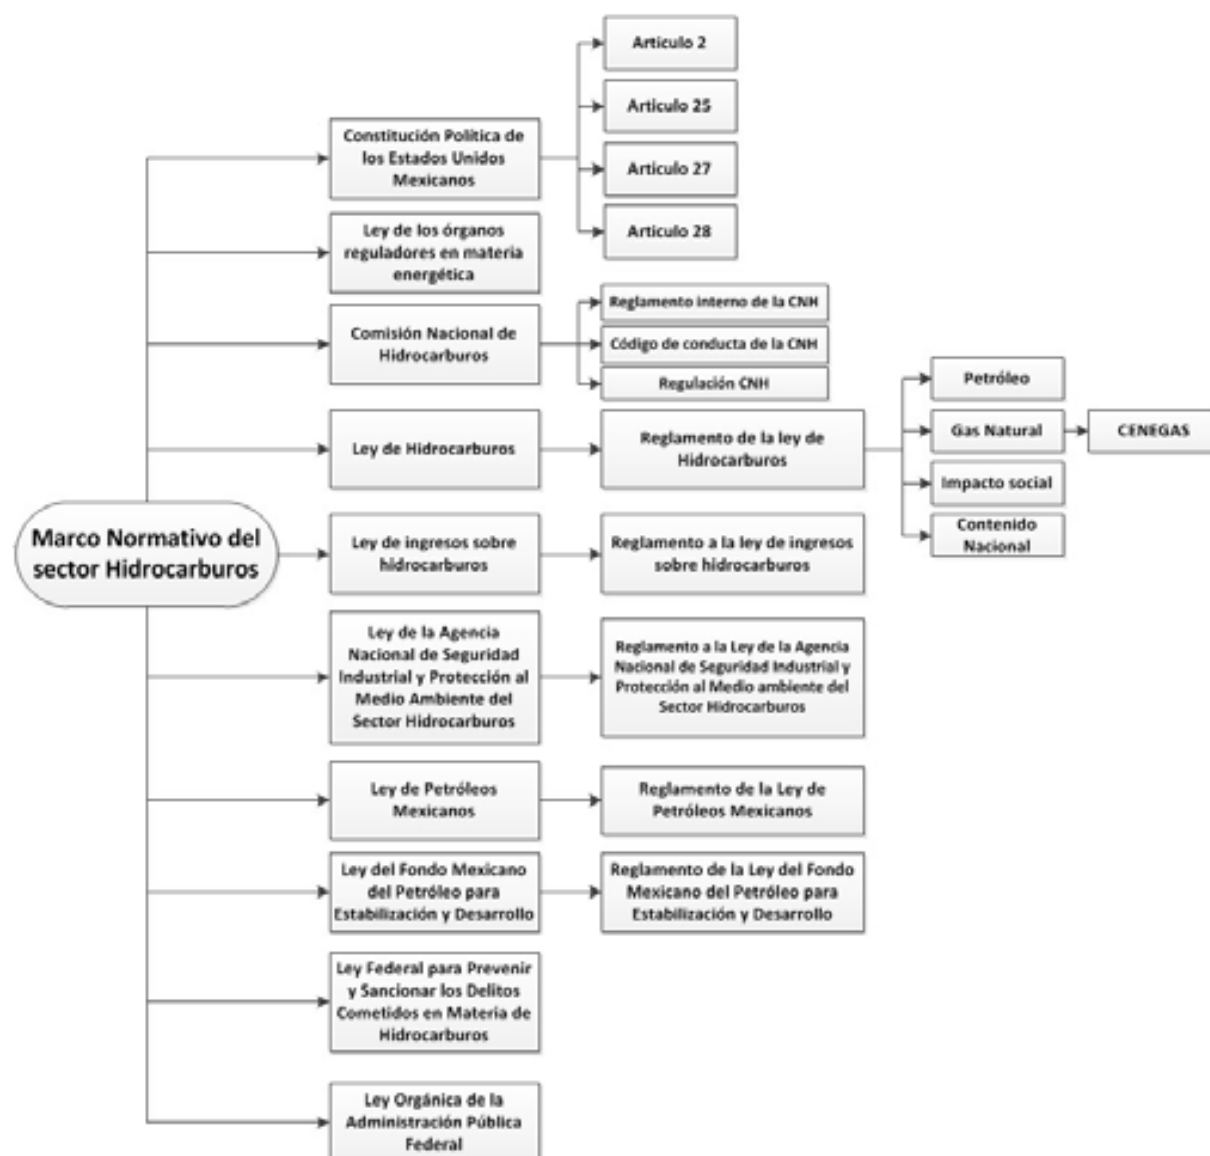 Marco Normativo del
sector Hidrocarburos
Constitución Política de
los Estados Unidos
Mexicanos
Articulo 2
Articulo 25
Articulo 27
Articulo 28
Ley de los órganos
reguladores en materia
energética
Comisión Nacional de
Hidrocarburos
Reglamento interno de la CNH
Código de conducta de la CNH
Regulación CNH
Ley de Hidrocarburos
Reglamento de la ley de
Hidrocarburos
Petróleo
Gas Natural
CENEGAS
Impacto social
Contenido
Nacional
Ley de ingresos sobre
hidrocarburos
Reglamento a la ley de ingresos
sobre hidrocarburos
Ley de la Agencia
Nacional de Seguridad
Industrial y Protección al
Medio Ambiente del
Sector Hidrocarburos
Reglamento a la Ley de la Agencia
Nacional de Seguridad Industrial y
Protección al Medio ambiente del
Sector Hidrocarburos
Ley de Petróleos
Mexicanos
Reglamento de la Ley de
Petróleos Mexicanos
Ley del Fondo Mexicano
del Petróleo para
Estabilización y Desarrollo
Reglamento de la Ley del Fondo
Mexicano del Petróleo para
Estabilización y Desarrollo
Ley Federal para Prevenir
y Sancionar los Delitos
Cometidos en Materia de
Hidrocarburos
Ley Orgánica de la
Administración Pública
Federal